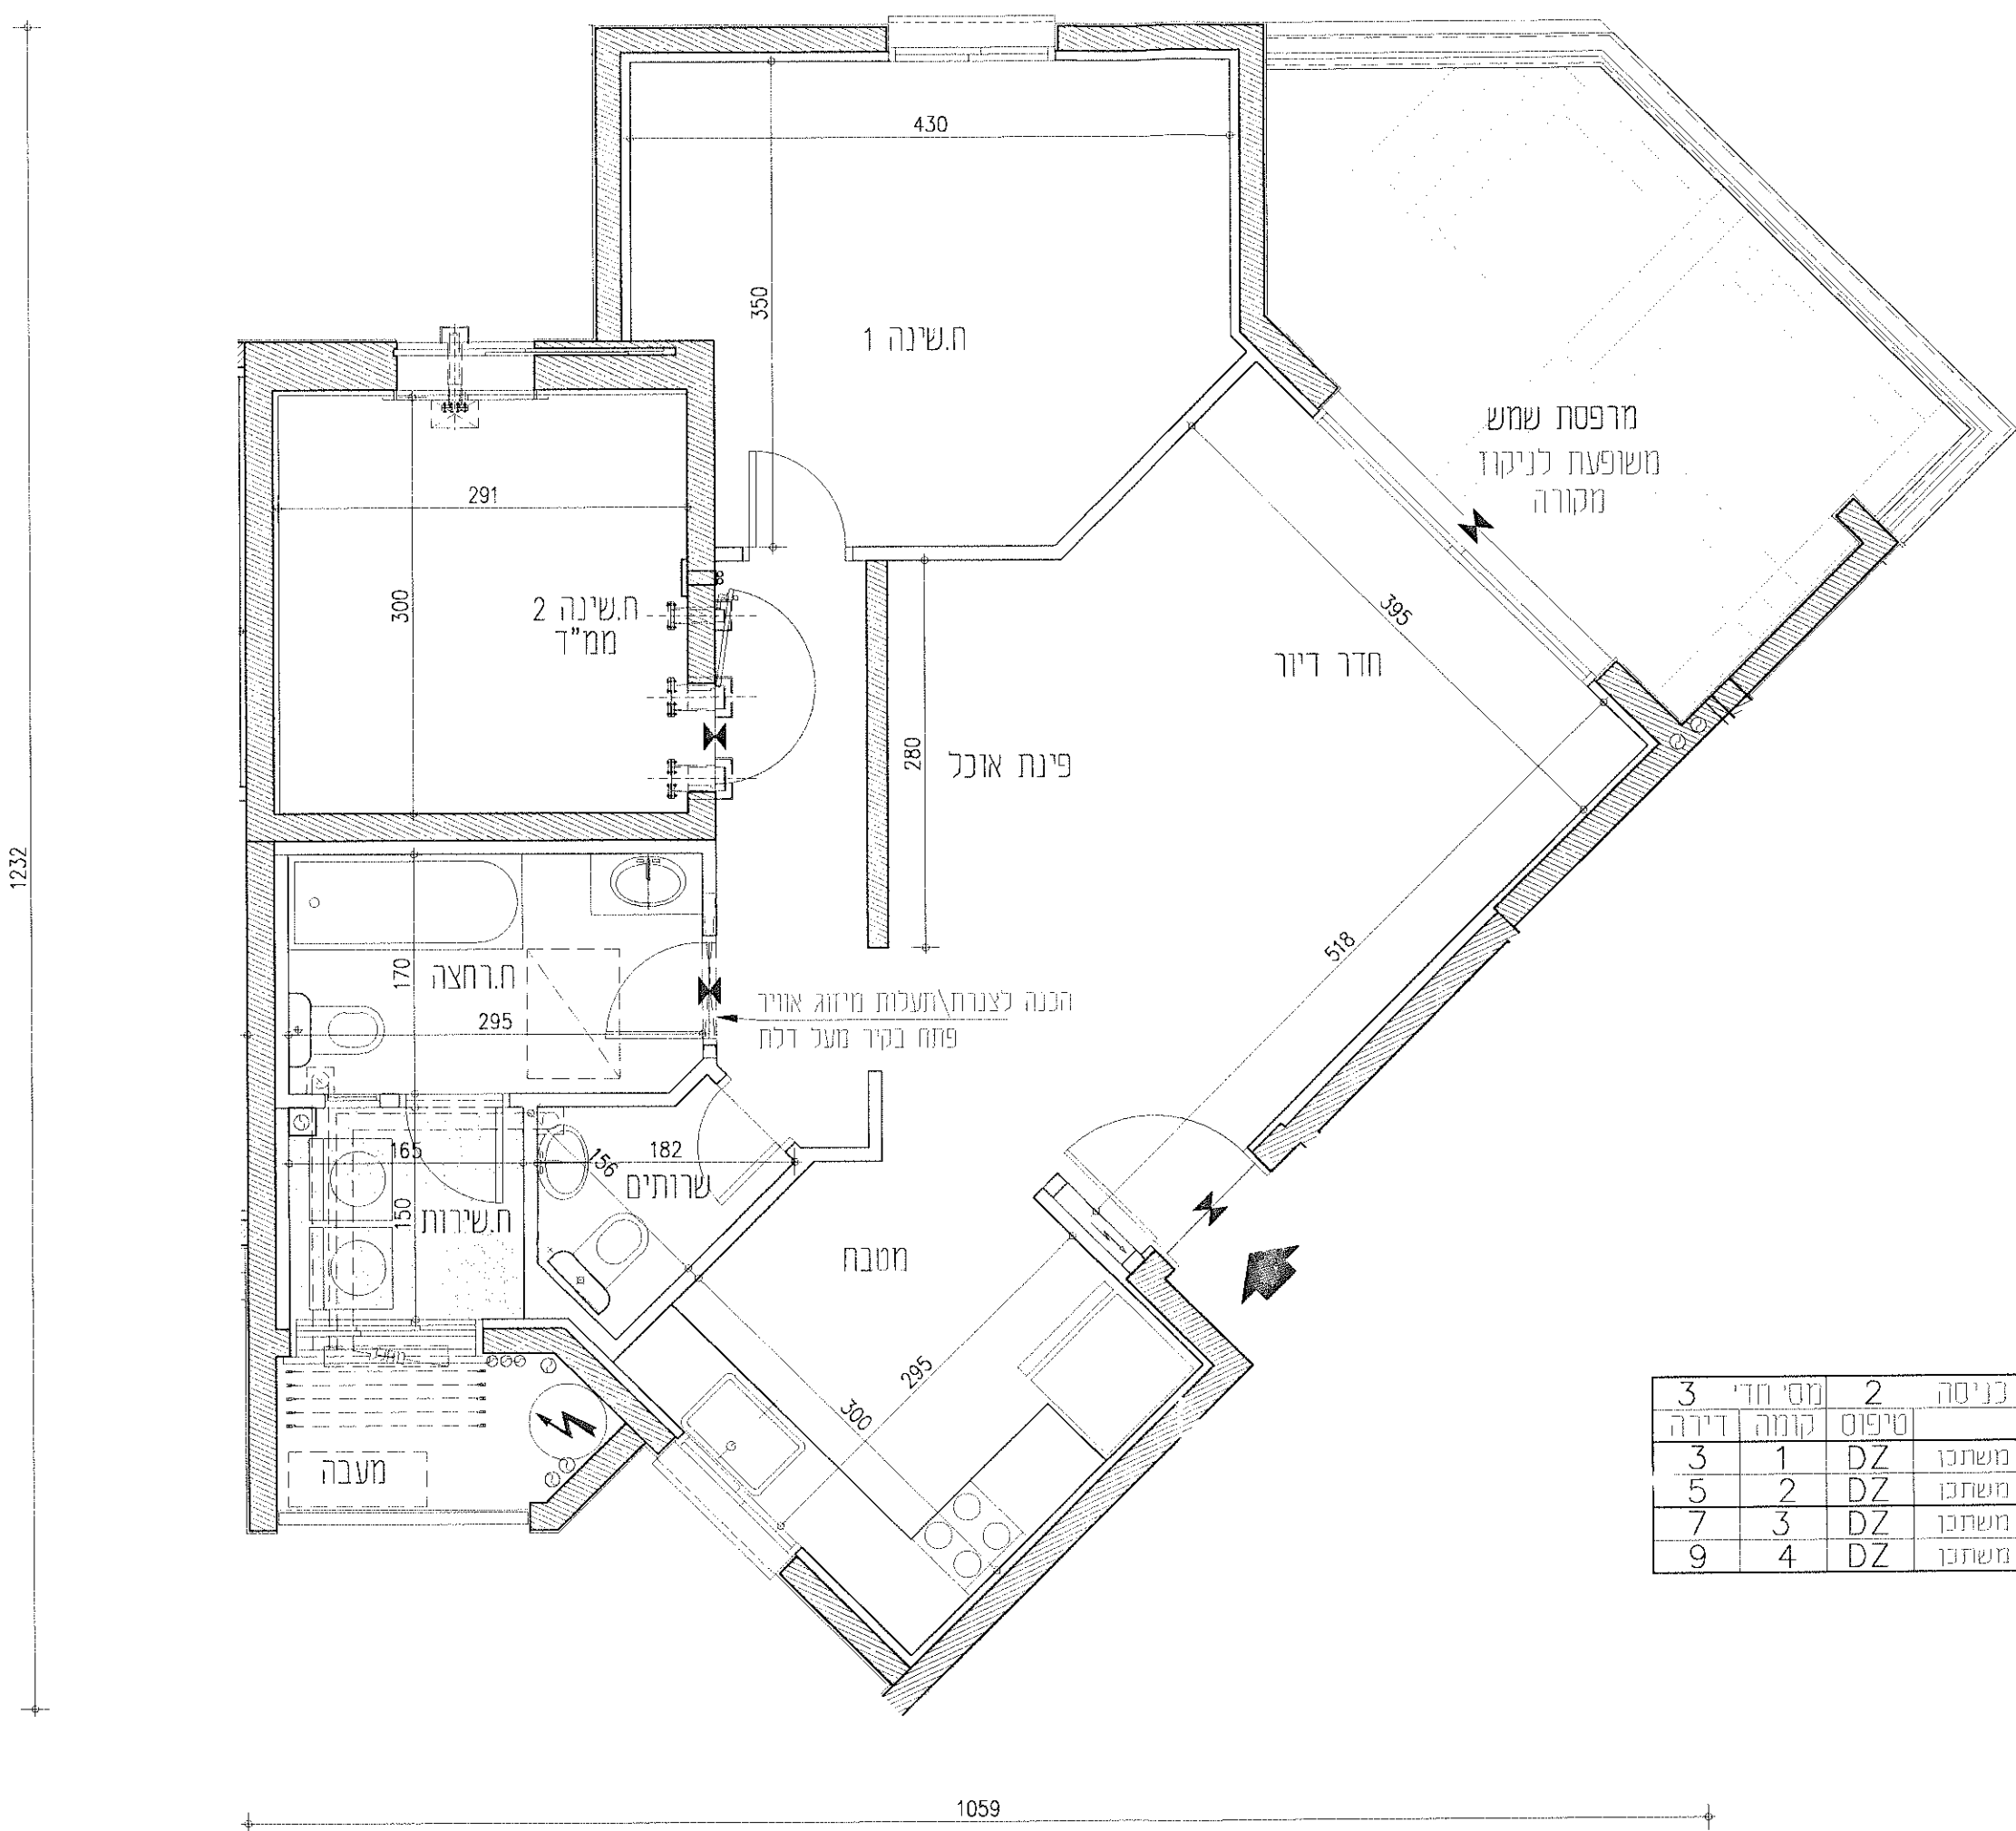 430
350
ח.שינה 1
291
300
ח.שינה 2
ממ"ד
מרפסת שמש
משופעת לניקוז
מקורה
395
חדר דיור
280
פינת אוכל
1232
518
170
ח.רחצה
295
הכנה לצנרת\תעלות מיזוג אוויר
פתח בקיר מעל דלת
165
156
182
שרותים
150
ח.שירות
מטבח
295
300
מעבה
כניסה 2 מס' חדי 3
טיפוס קומה דירה
משתכן DZ 1 3
משתכן DZ 2 5
משתכן DZ 3 7
משתכן DZ 4 9
1059